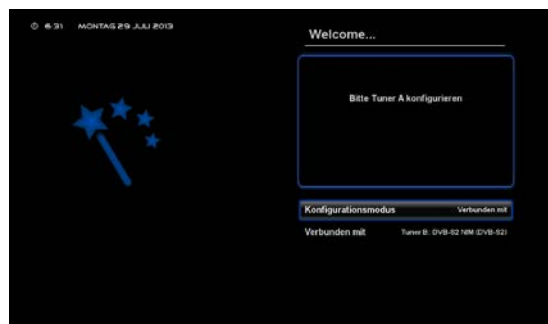 6:31 MONTAG 29 JULI 2013
Welcome...
Bitte Tuner A konfigurieren
Konfigurationsmodus Verbunden mit
Verbunden mit Tuner B: DVB-S2 NIM (DVB-S2)